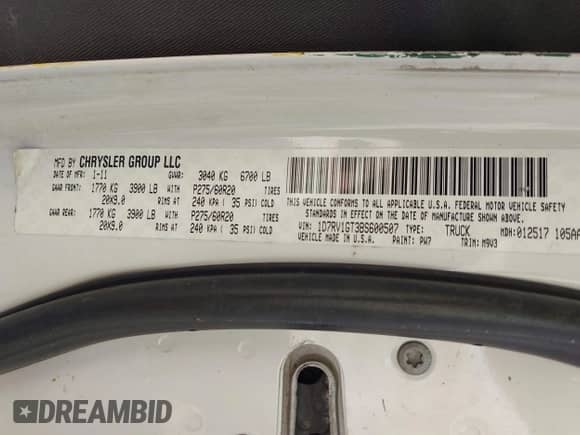 MFD BY CHRYSLER GROUP LLC
DATE OF MFR: 1-11 GVWR: 3040 KG 6700 LB
GAWR FRONT: 1770 KG 3900 LB WITH P275/60R20 TIRES
20X9.0 RIMS AT 240 KPA ( 35 PSI) COLD
GAWR REAR: 1770 KG 3900 LB WITH P275/60R20 TIRES
20X9.0 RIMS AT 240 KPA ( 35 PSI) COLD
THIS VEHICLE CONFORMS TO ALL APPLICABLE U.S.A. FEDERAL MOTOR VEHICLE SAFETY
STANDARDS IN EFFECT ON THE DATE OF MANUFACTURE SHOWN ABOVE.
VIN: 1D7RV1GT3BS600507 TYPE: TRUCK MDH: 012517 105AA
VEHICLE MADE IN U.S.A. PAINT: PW7 TRIM: M9V3
DREAMBID